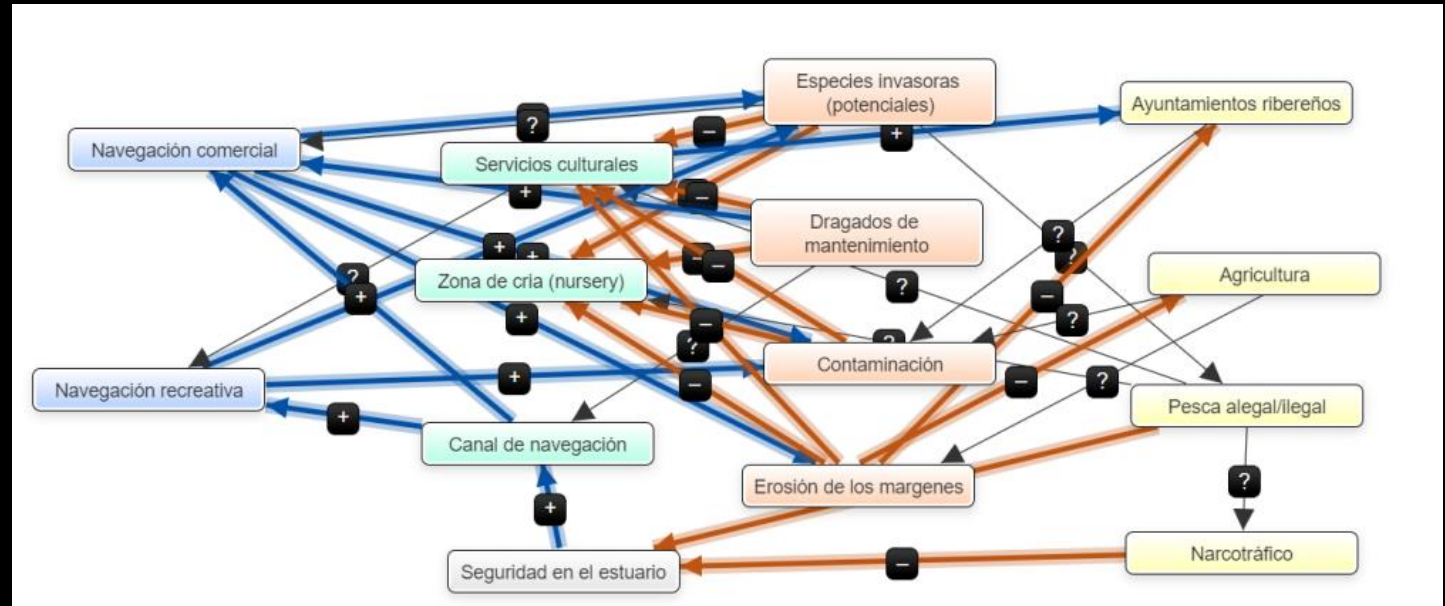 Especies invasoras
(potenciales)
Ayuntamientos ribereños
?
–
+
Navegación comercial
Servicios culturales
+
–
Dragados de
mantenimiento
?
?
+
+
–
–
Zona de cria (nursery)
?
Agricultura
?
+
–
+
–
?
?
?
Contaminación
Navegación recreativa
+
–
–
?
Pesca alegal/ilegal
+
Canal de navegación
Erosión de los margenes
?
+
Narcotráfico
–
Seguridad en el estuario